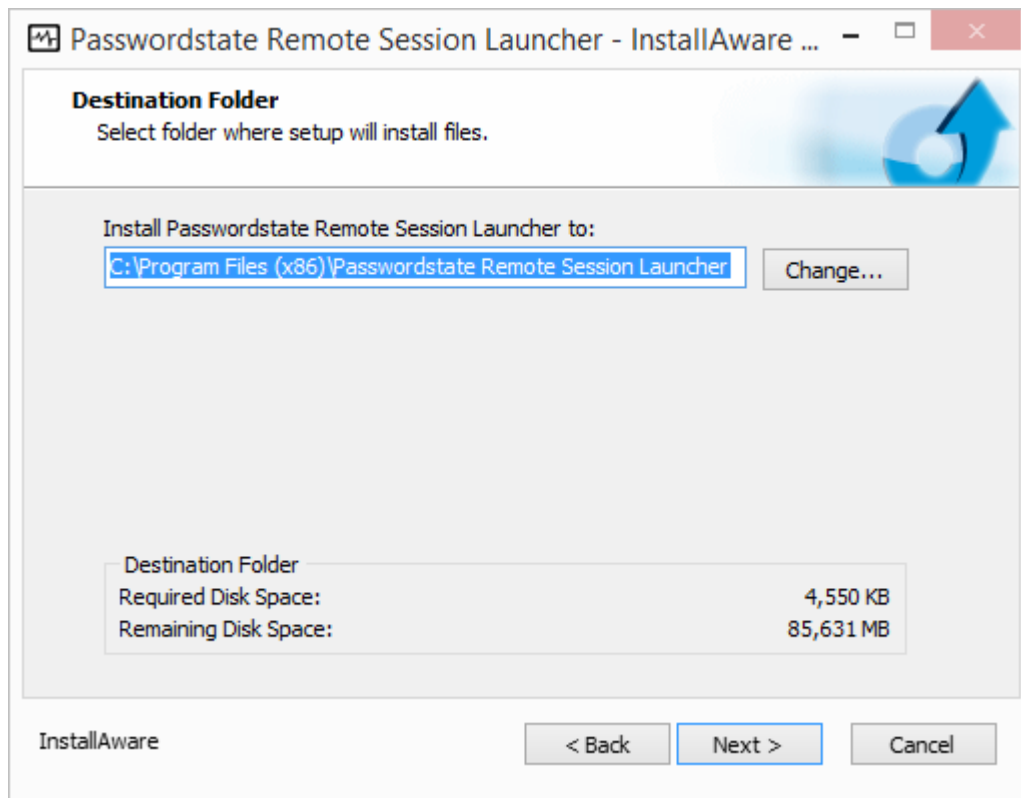 Passwordstate Remote Session Launcher - InstallAware ...
Destination Folder
Select folder where setup will install files.
Install Passwordstate Remote Session Launcher to:
C:\Program Files (x86)\Passwordstate Remote Session Launcher
Change...
Destination Folder
Required Disk Space: 4,550 KB
Remaining Disk Space: 85,631 MB
InstallAware < Back Next > Cancel